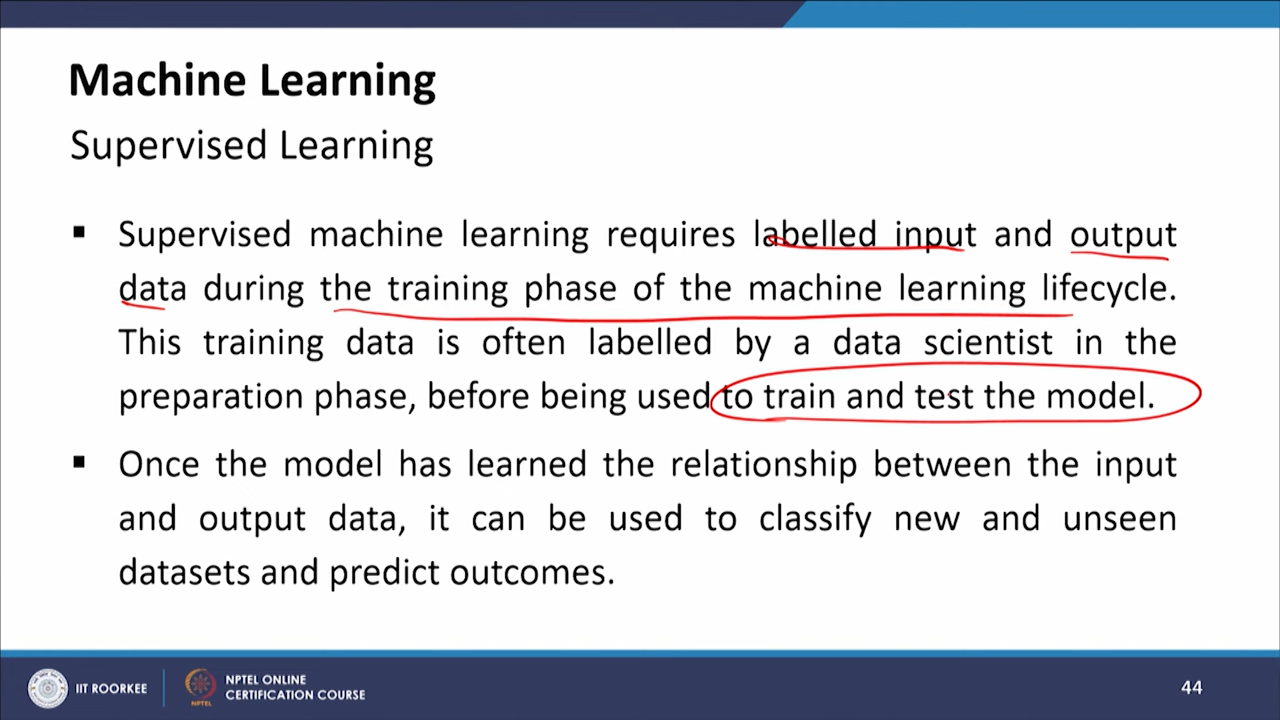 Machine Learning
Supervised Learning
▪ Supervised machine learning requires labelled input and output
data during the training phase of the machine learning lifecycle.
This training data is often labelled by a data scientist in the
preparation phase, before being used to train and test the model.
▪ Once the model has learned the relationship between the input
and output data, it can be used to classify new and unseen
datasets and predict outcomes.
IIT ROORKEE
NPTEL
NPTEL ONLINE
CERTIFICATION COURSE
44